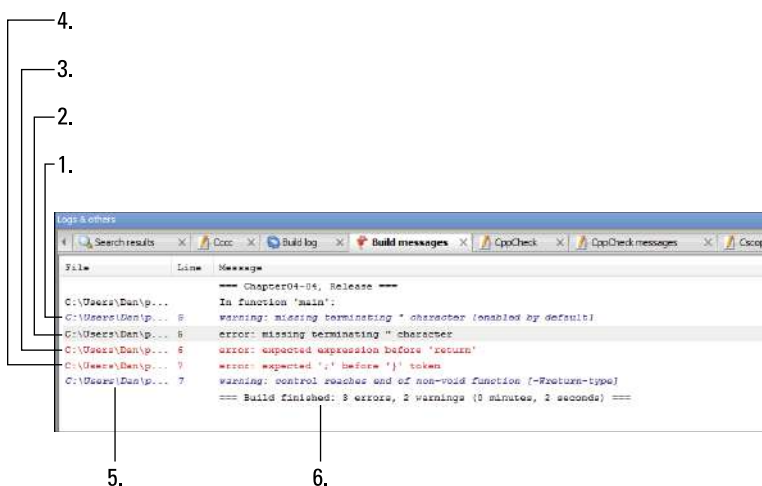 4.
3.
2.
1.
Logs & others
Search results Cccc Build log Build messages CppCheck CppCheck messages Cscop
File Line Message
=== Chapter04-04, Release ===
C:\Users\Dan\p... In function 'main':
C:\Users\Dan\p... 5 warning: missing terminating " character [enabled by default]
C:\Users\Dan\p... 5 error: missing terminating " character
C:\Users\Dan\p... 6 error: expected expression before 'return'
C:\Users\Dan\p... 7 error: expected ';' before '}' token
C:\Users\Dan\p... 7 warning: control reaches end of non-void function [-Wreturn-type]
=== Build finished: 3 errors, 2 warnings (0 minutes, 2 seconds) ===
5. 6.